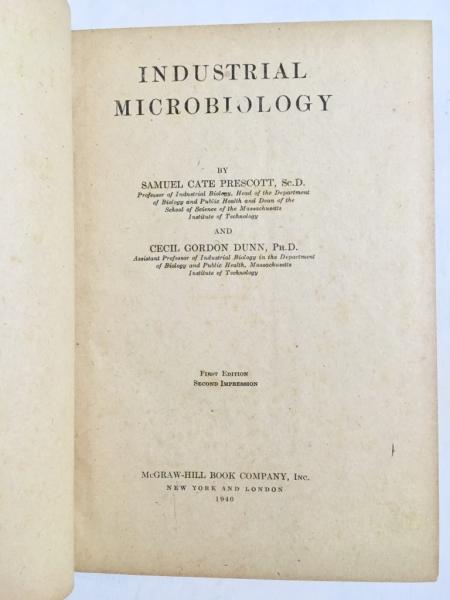 INDUSTRIAL
MICROBIOLOGY
BY
SAMUEL CATE PRESCOTT, Sc.D.
Professor of Industrial Biology, Head of the Department
of Biology and Public Health and Dean of the
School of Science of the Massachusetts
Institute of Technology
AND
CECIL GORDON DUNN, Ph.D.
Assistant Professor of Industrial Biology in the Department
of Biology and Public Health, Massachusetts
Institute of Technology
First Edition
Second Impression
McGRAW-HILL BOOK COMPANY, Inc.
NEW YORK AND LONDON
1940